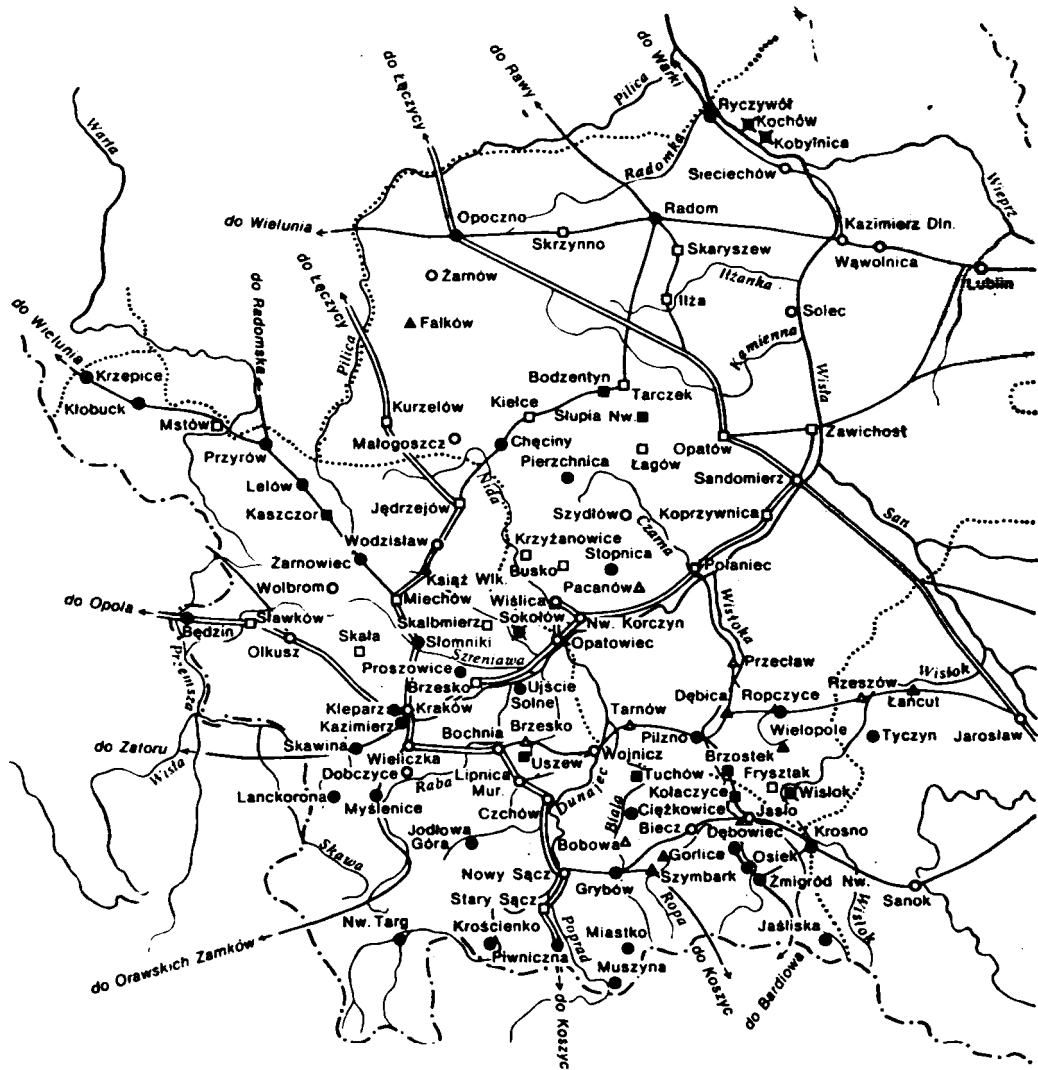 do Warki
do Rawy
do Łęczycy
Pilica
Warta
Ryczywół
Kochów
Kobylnica
Radomka
Sieciechów
Wieprz
do Wielunia
Opoczno
Skrzynno
Radom
Kazimierz Dln.
Skaryszew
Wąwolnica
Lublin
Żarnów
Iłżanka
Iłża
Solec
do Łęczycy
Pilica
do Radomska
do Wielunia
Fałków
Kamienna
Wisła
Krzepice
Kłobuck
Mstów
Bodzentyn
Tarczek
Kielce
Słupia Nw.
Kurzelów
Małogoszcz
Chęciny
Opatów
Zawichost
Przyrów
Łagów
Pierzchnica
Sandomierz
Lelów
Nida
Kaszczor
Jędrzejów
Szydłów
Czarna
Koprzywnica
San
Wodzisław
Krzyżanowice
Stopnica
Żarnowiec
Busko
Połaniec
Książ Wlk.
Pacanów
Wolbrom
Miechów
Wiślica
Wisłoka
do Opola
Sławków
Skalbmierz
Sokołów
Nw. Korczyn
Będzin
Olkusz
Skała
Słomniki
Opatowiec
Szreniawa
Przecław
Przemsza
Proszowice
Wisłok
Brzesko
Ujście
Solne
Rzeszów
Dębica
Ropczyce
Łańcut
Kleparz
Kraków
Tarnów
Kazimierz
Bochnia
Brzesko
Wielopole
Tyczyn
Jarosław
do Zatoru
Skawina
Pilzno
Wisła
Wieliczka
Uszew
Wojnicz
Brzostek
Dobczyce
Raba
Lipnica
Mur.
Tuchów
Frysztak
Lanckorona
Myślenice
Dunajec
Kołaczyce
Wisłok
Czchów
Biała
Ciężkowice
Jasło
Jodłowa
Góra
Biecz
Dębowiec
Krosno
Skawa
Bobowa
Gorlice
Osiek
Nowy Sącz
Grybów
Szymbark
Żmigród Nw.
Sanok
Stary Sącz
Ropa
Wisłok
Nw. Targ
Krościenko
Poprad
Miastko
Jaśliska
Piwniczna
Muszyna
do Orawskich Zamków
do Koszyc
do Koszyc
do Bardiowa